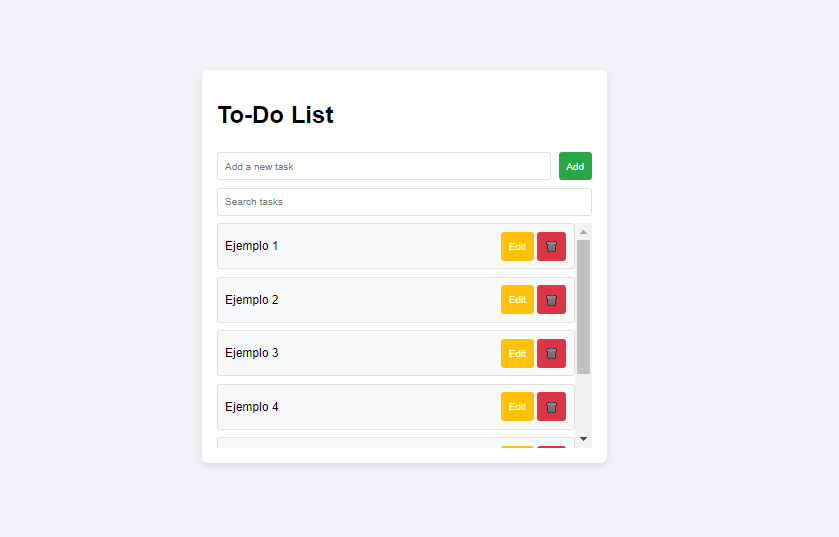 To-Do List
Add a new task Add
Search tasks
Ejemplo 1 Edit
Ejemplo 2 Edit
Ejemplo 3 Edit
Ejemplo 4 Edit